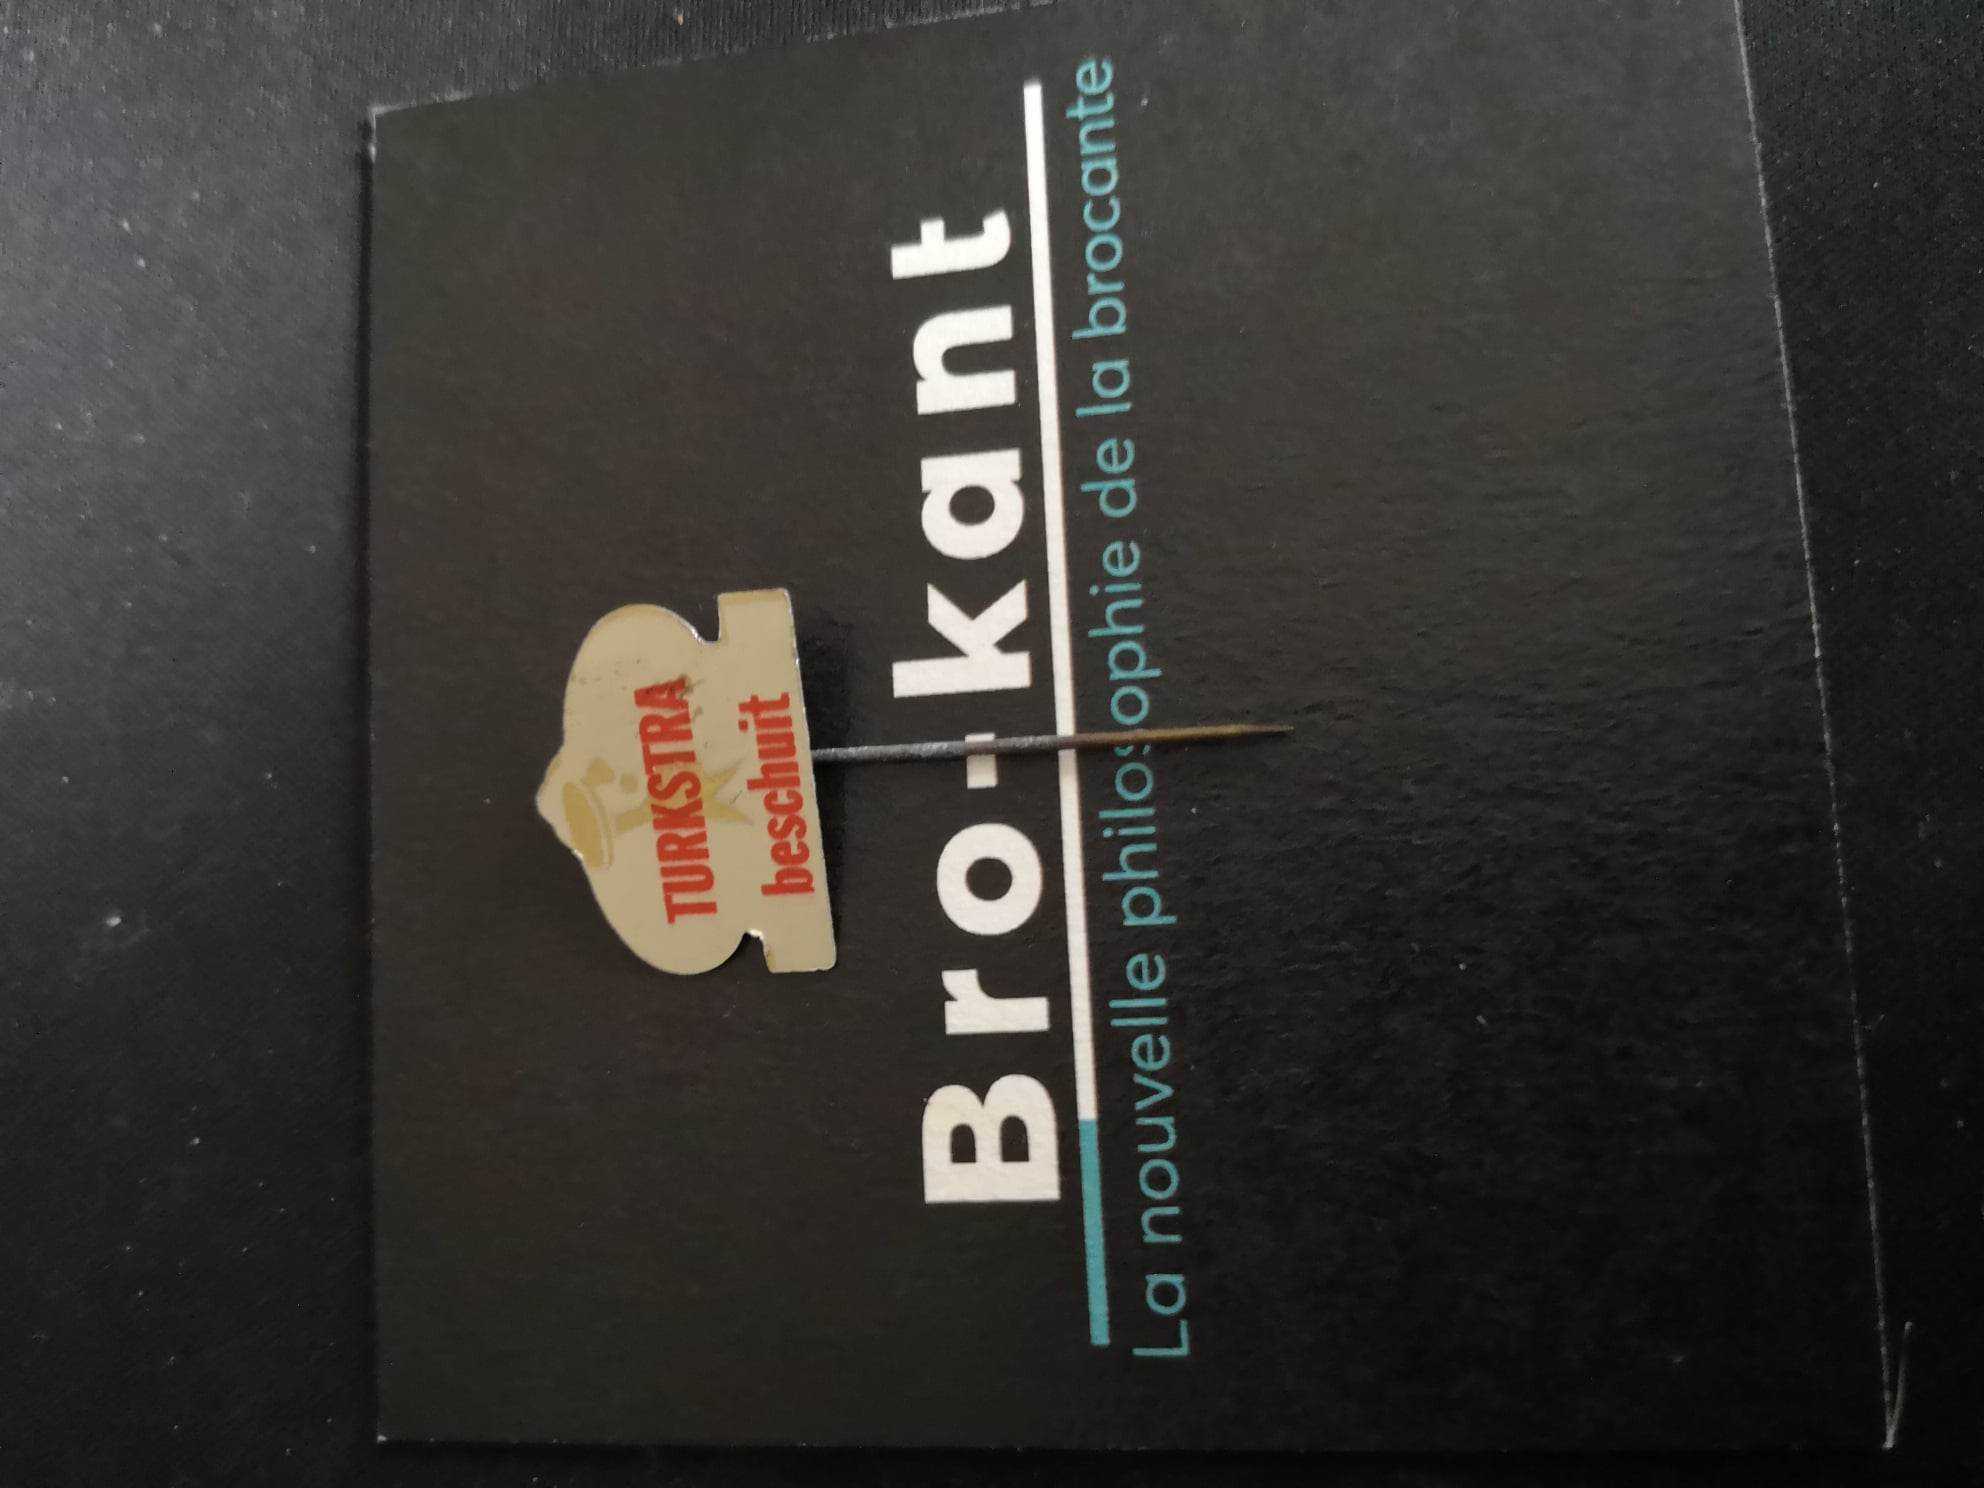 TURKSTRA
beschuit
Bro-kant
La nouvelle philosophie de la brocante